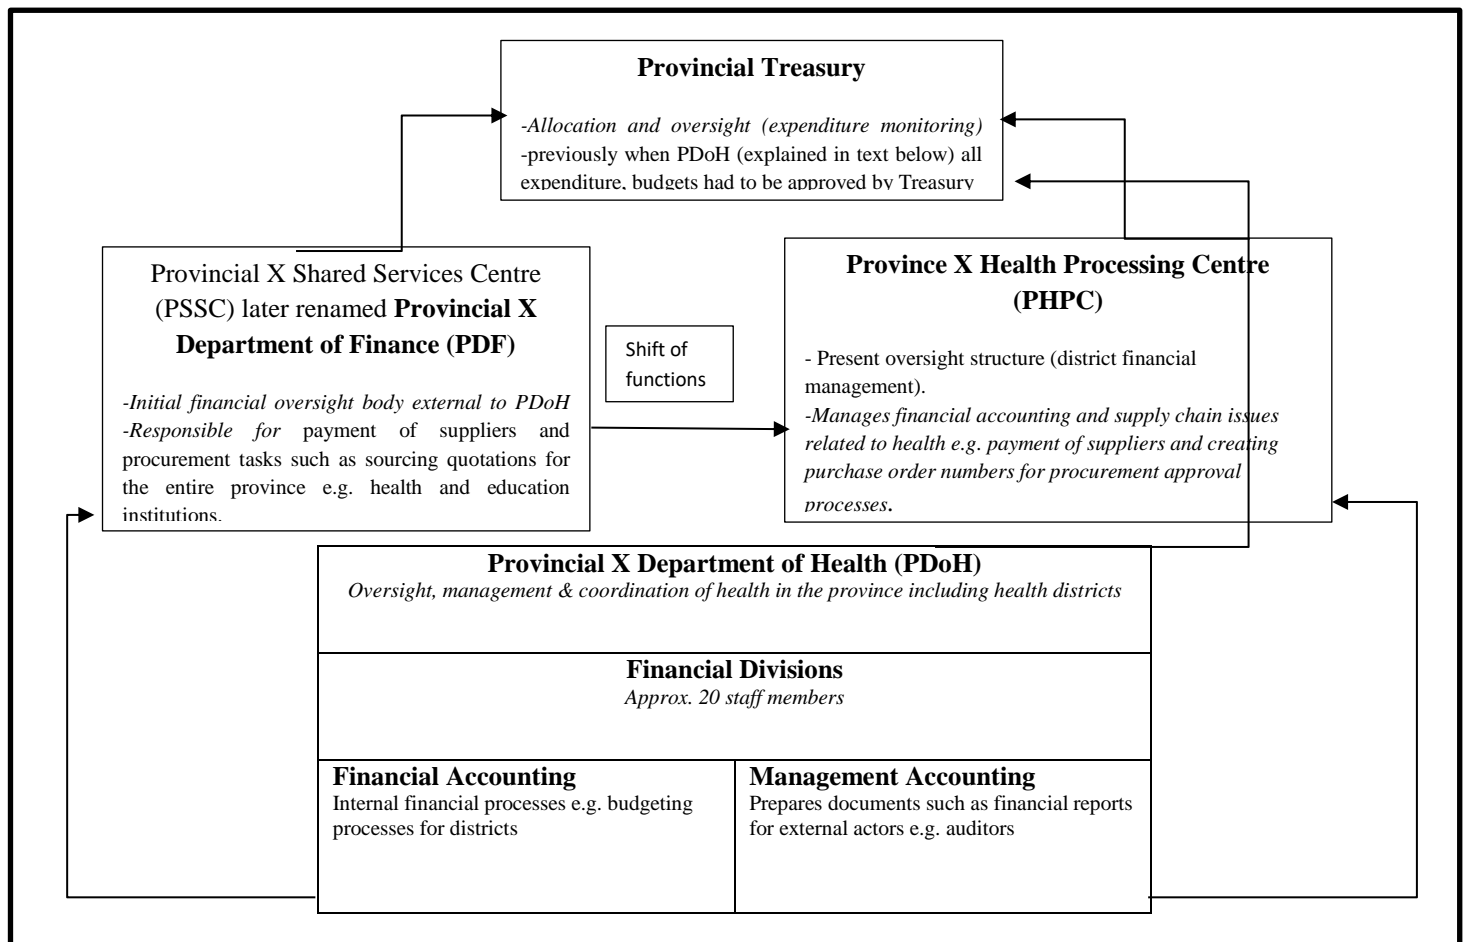 Provincial Treasury
-Allocation and oversight (expenditure monitoring)
-previously when PDoH (explained in text below) all
expenditure, budgets had to be approved by Treasury
Provincial X Shared Services Centre
(PSSC) later renamed Provincial X
Department of Finance (PDF)
-Initial financial oversight body external to PDoH
-Responsible for payment of suppliers and
procurement tasks such as sourcing quotations for
the entire province e.g. health and education
institutions.
Shift of
functions
Province X Health Processing Centre
(PHPC)
- Present oversight structure (district financial
management).
-Manages financial accounting and supply chain issues
related to health e.g. payment of suppliers and creating
purchase order numbers for procurement approval
processes.
Provincial X Department of Health (PDoH)
Oversight, management & coordination of health in the province including health districts
Financial Divisions
Approx. 20 staff members
Financial Accounting
Internal financial processes e.g. budgeting
processes for districts
Management Accounting
Prepares documents such as financial reports
for external actors e.g. auditors